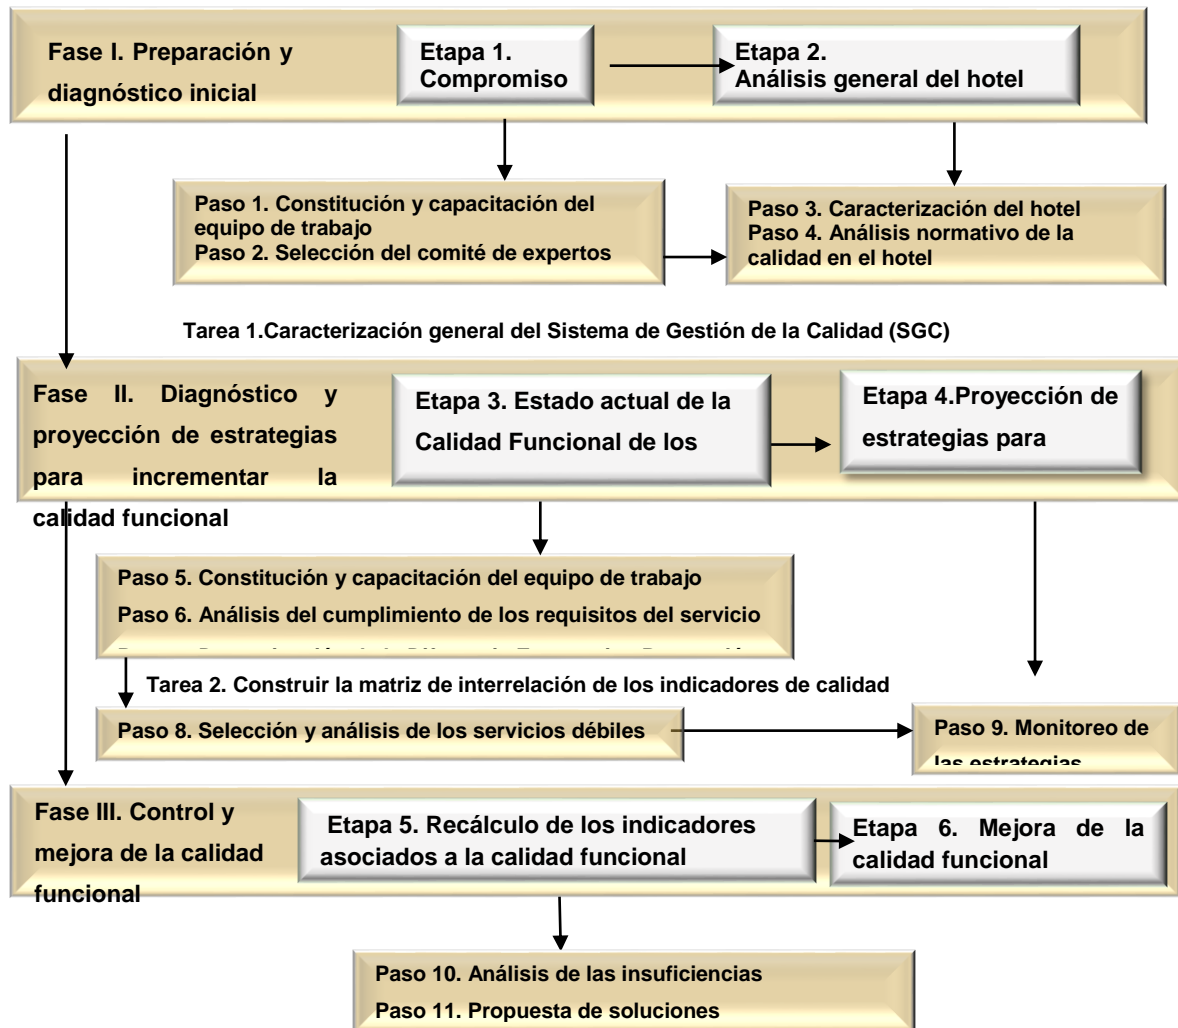 Fase I. Preparación y
diagnóstico inicial
Etapa 1.
Compromiso
Etapa 2.
Análisis general del hotel
Paso 1. Constitución y capacitación del
equipo de trabajo
Paso 2. Selección del comité de expertos
Paso 3. Caracterización del hotel
Paso 4. Análisis normativo de la
calidad en el hotel
Tarea 1.Caracterización general del Sistema de Gestión de la Calidad (SGC)
Fase II. Diagnóstico y
proyección de estrategias
para incrementar la
calidad funcional
Etapa 3. Estado actual de la
Calidad Funcional de los
Etapa 4.Proyección de
estrategias para
Paso 5. Constitución y capacitación del equipo de trabajo
Paso 6. Análisis del cumplimiento de los requisitos del servicio
Tarea 2. Construir la matriz de interrelación de los indicadores de calidad
Paso 8. Selección y análisis de los servicios débiles
Paso 9. Monitoreo de
las estrategias
Fase III. Control y
mejora de la calidad
funcional
Etapa 5. Recálculo de los indicadores
asociados a la calidad funcional
Etapa 6. Mejora de la
calidad funcional
Paso 10. Análisis de las insuficiencias
Paso 11. Propuesta de soluciones